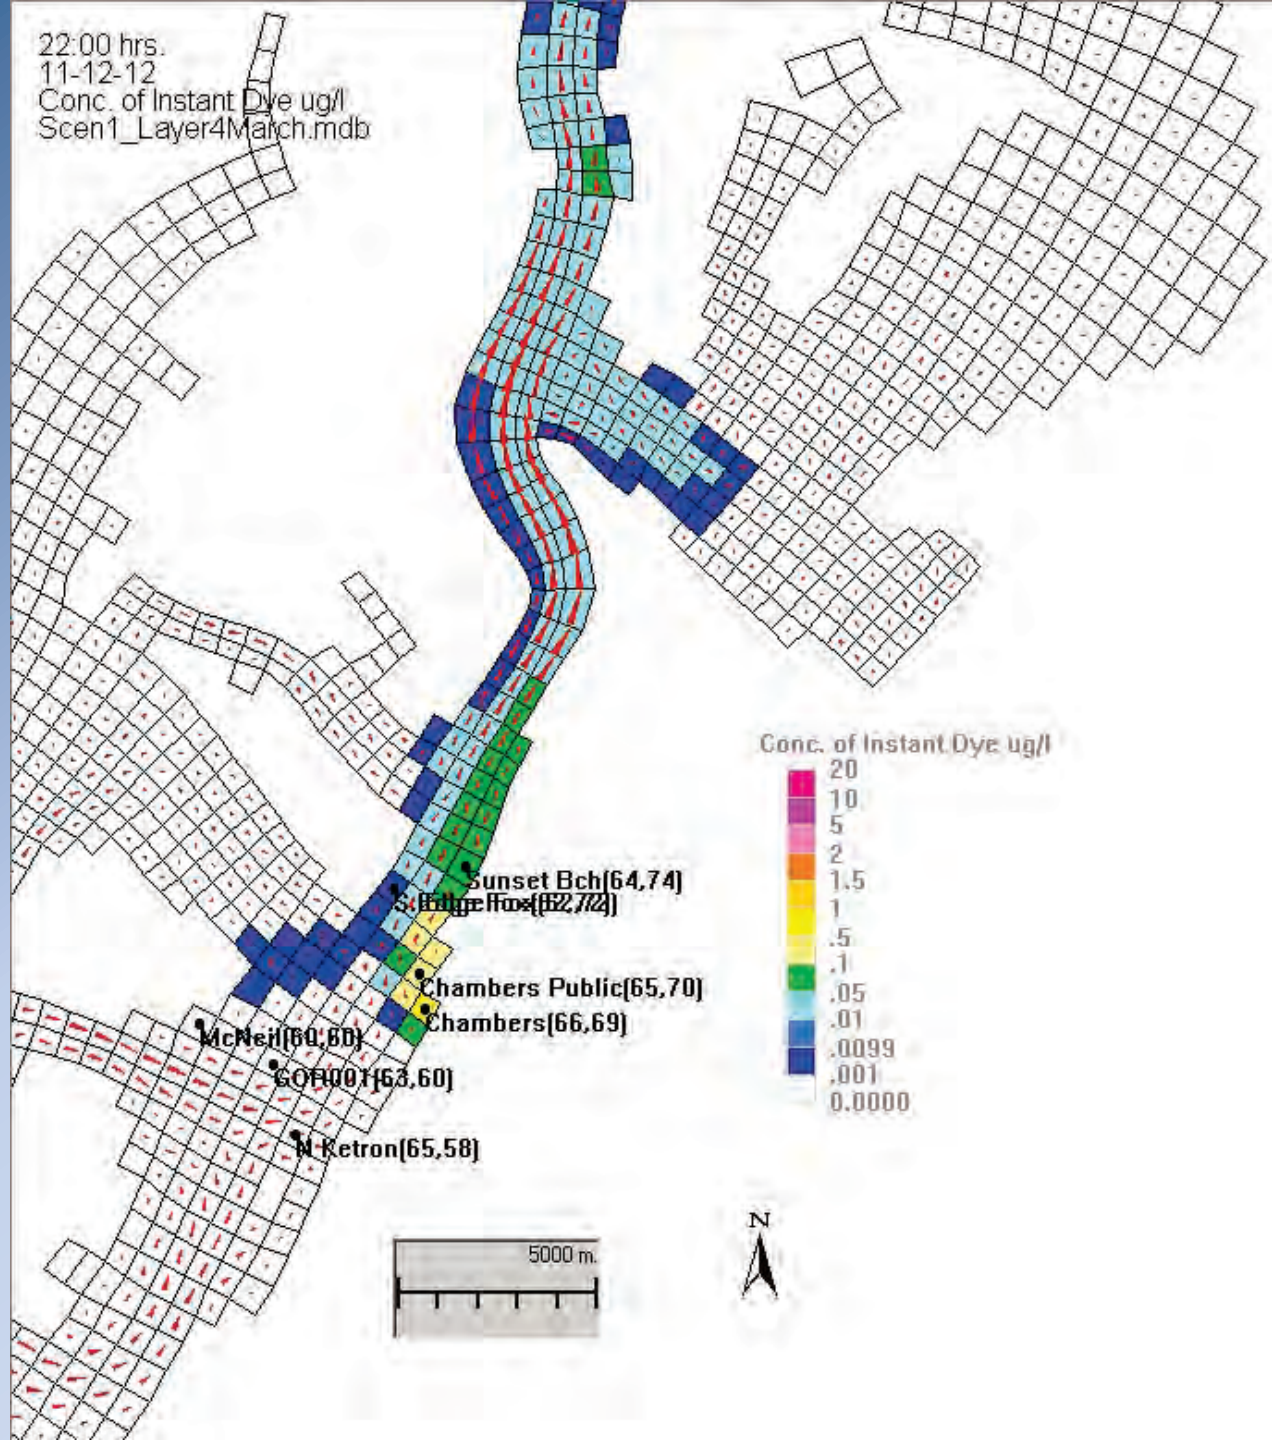 22:00 hrs.
11-12-12
Conc. of Instant Dye ug/l
Scen1_Layer4March.mdb
Conc. of Instant Dye ug/l
20
10
5
2
1.5
1
.5
.1
.05
.01
.0099
.001
0.0000
Sunset Bch(64,74)
Chambers Public(65,70)
Chambers(66,69)
McNeil(60,60)
GOR001(63,60)
N Ketron(65,58)
5000 m.
N